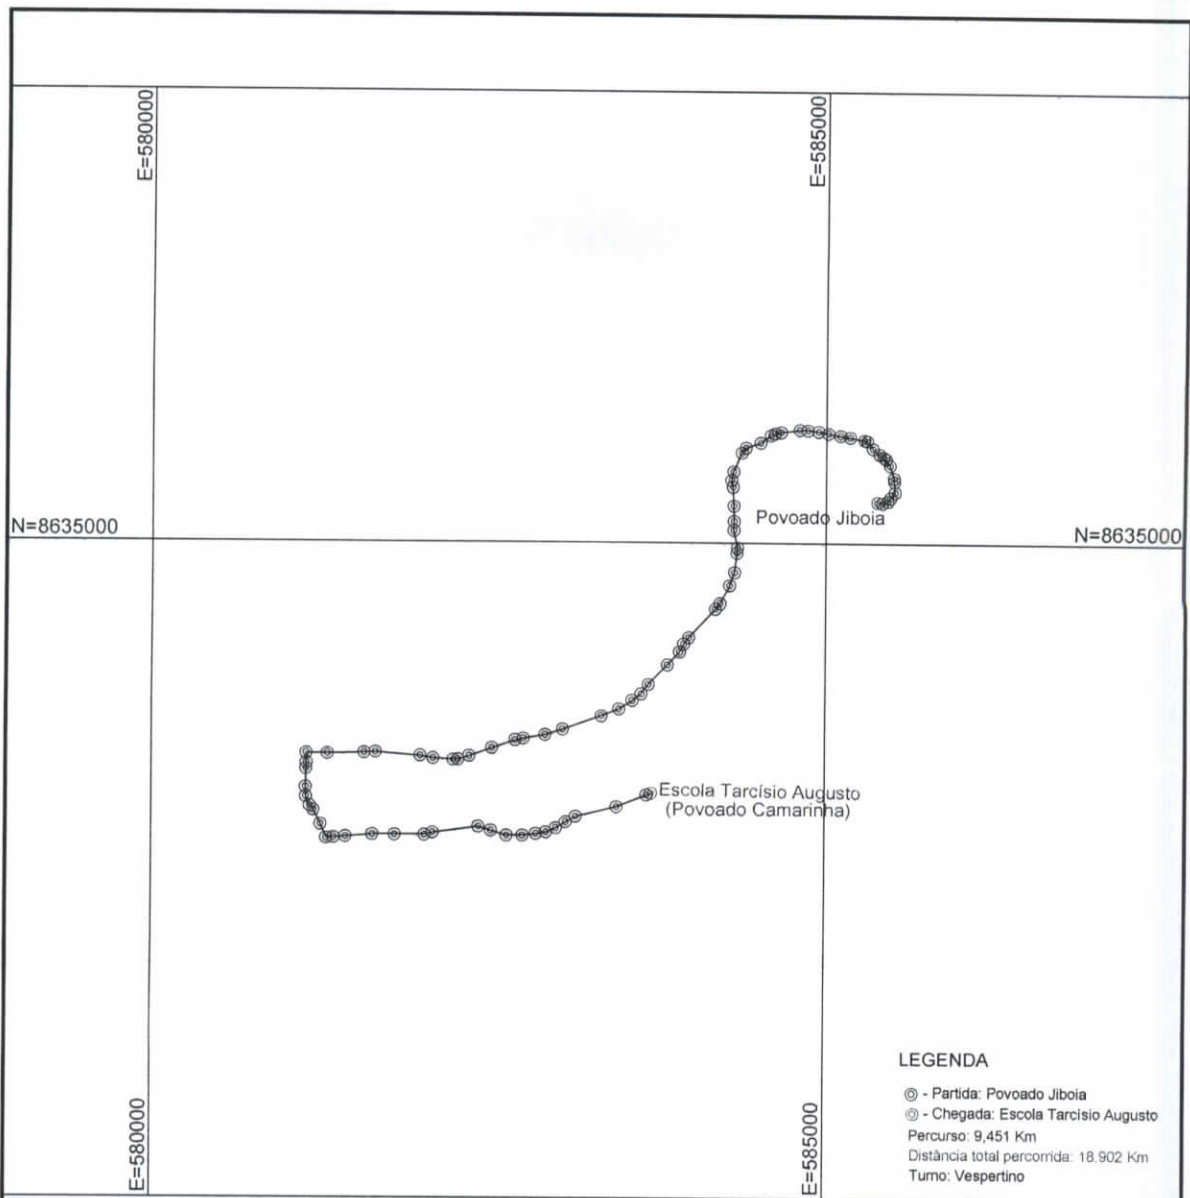 E=580000
E=585000
Povoado Jiboia
N=8635000
N=8635000
Escola Tarcísio Augusto
(Povoado Camarinha)
LEGENDA
◎ - Partida: Povoado Jiboia
◎ - Chegada: Escola Tarcísio Augusto
Percurso: 9,451 Km
Distância total percorrida: 18,902 Km
Turno: Vespertino
E=580000
E=585000